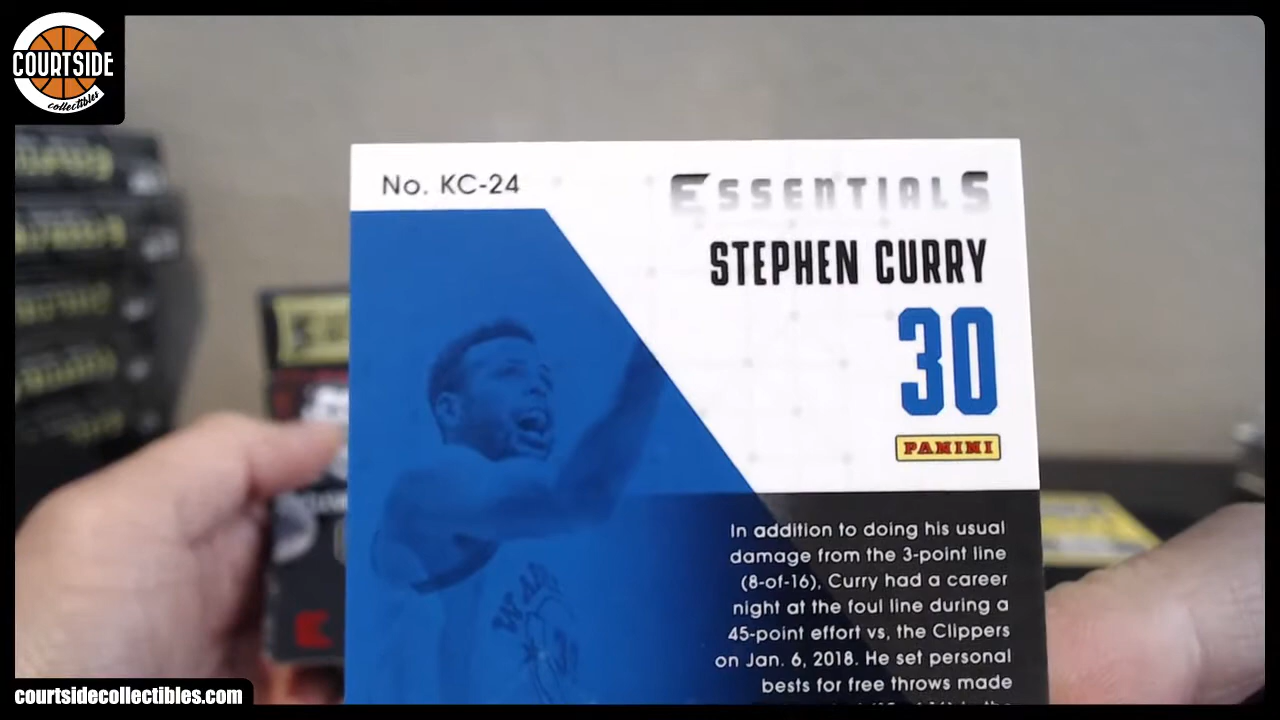 COURTSIDE
collectibles
No. KC-24
ESSENTIALS
STEPHEN CURRY
30
PANINI
In addition to doing his usual
damage from the 3-point line
(8-of-16), Curry had a career
night at the foul line during a
45-point effort vs, the Clippers
on Jan. 6, 2018. He set personal
bests for free throws made
courtsidecollectibles.com